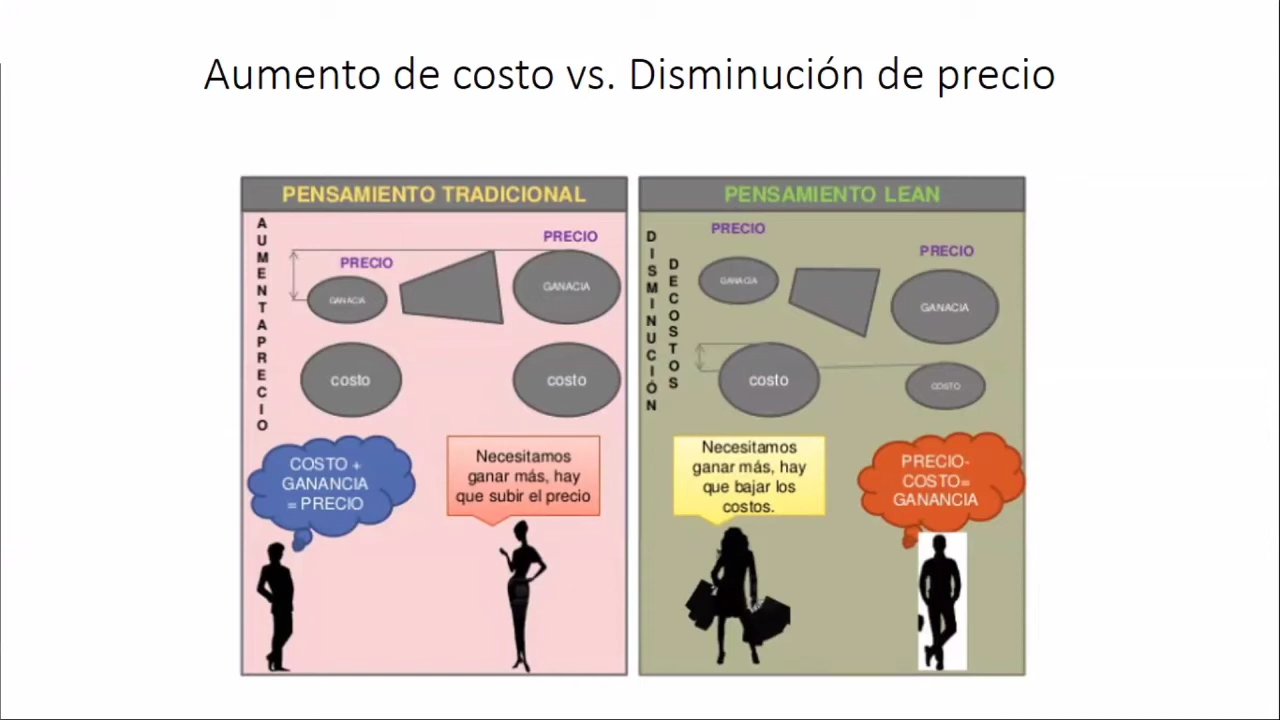 Aumento de costo vs. Disminución de precio
PENSAMIENTO TRADICIONAL
AUMENTAPRECIO
PRECIO
PRECIO
GANACIA
GANACIA
costo
costo
COSTO +
GANANCIA
= PRECIO
Necesitamos
ganar más, hay
que subir el precio
PENSAMIENTO LEAN
DISMINUCIÓN
DECOSTOS
PRECIO
PRECIO
GANACIA
GANACIA
costo
COSTO
Necesitamos
ganar más, hay
que bajar los
costos.
PRECIO-
COSTO=
GANANCIA